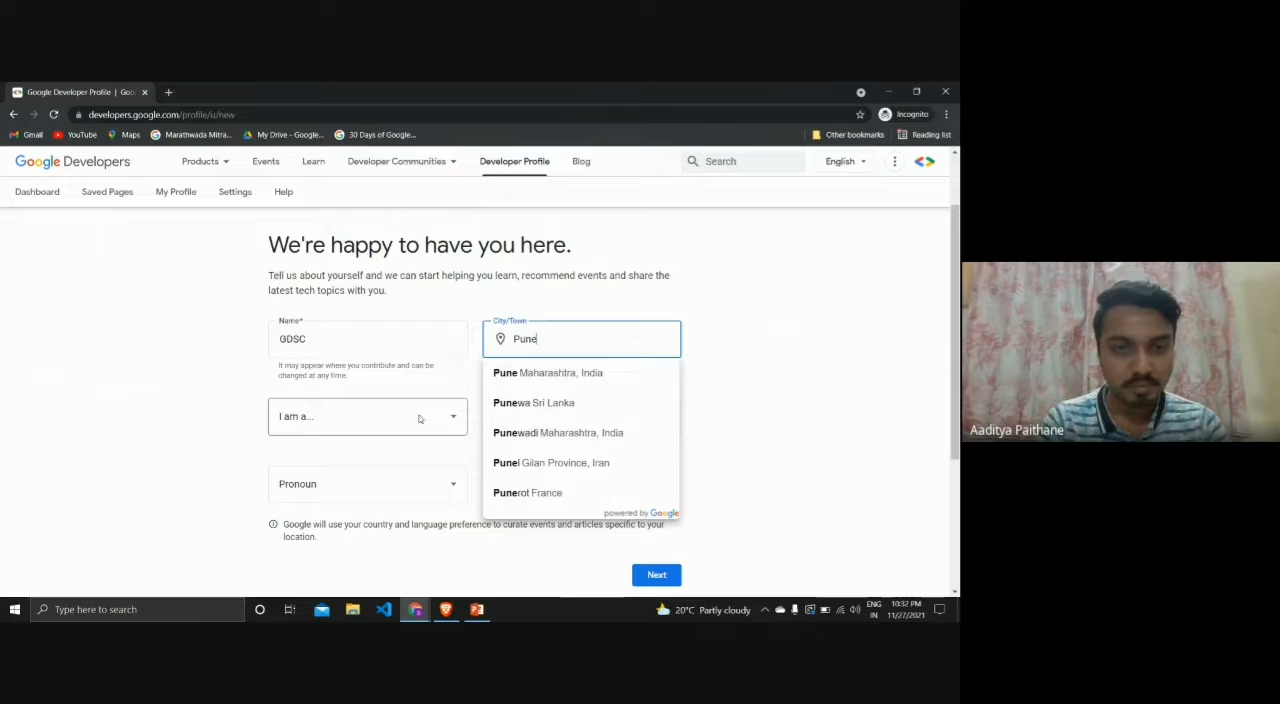 Google Developer Profile | Goo
developers.google.com/profile/u/new
Incognito
Gmail YouTube Maps Marathwada Mitra... My Drive - Google... 30 Days of Google... Other bookmarks Reading list
Google Developers Products Events Learn Developer Communities Developer Profile Blog Search English
Dashboard Saved Pages My Profile Settings Help
We're happy to have you here.
Tell us about yourself and we can start helping you learn, recommend events and share the
latest tech topics with you.
Name*
GDSC
It may appear where you contribute and can be
changed at any time.
City/Town
Pune
Pune Maharashtra, India
Punewa Sri Lanka
Punewadi Maharashtra, India
Punel Gilan Province, Iran
Punerot France
powered by Google
I am a...
Pronoun
Google will use your country and language preference to curate events and articles specific to your
location.
Next
Type here to search
20°C Partly cloudy
ENG
IN
10:32 PM
11/27/2021
Aaditya Paithane